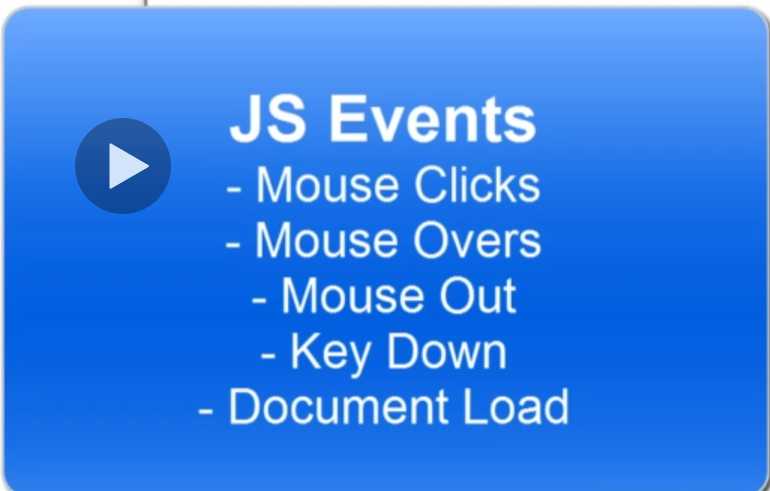 JS Events
- Mouse Clicks
- Mouse Overs
- Mouse Out
- Key Down
- Document Load